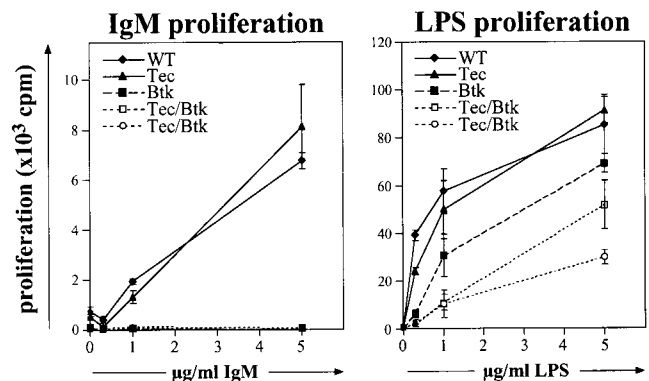 IgM proliferation
proliferation (x10³ cpm)
10
8
6
4
2
0
WT
Tec
Btk
Tec/Btk
Tec/Btk
0 1 2 3 4 5
µg/ml IgM
LPS proliferation
120
100
80
60
40
20
0
WT
Tec
Btk
Tec/Btk
Tec/Btk
0 1 2 3 4 5
µg/ml LPS